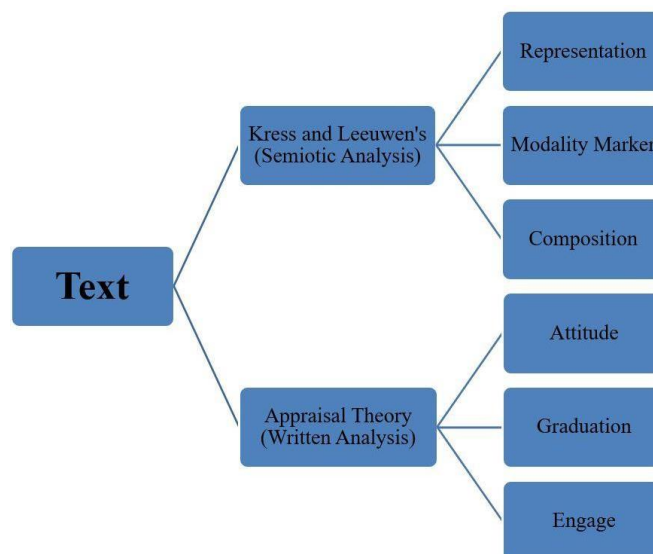 Representation
Kress and Leeuwen's
(Semiotic Analysis)
Modality Marker
Composition
Text
Attitude
Appraisal Theory
(Written Analysis)
Graduation
Engage